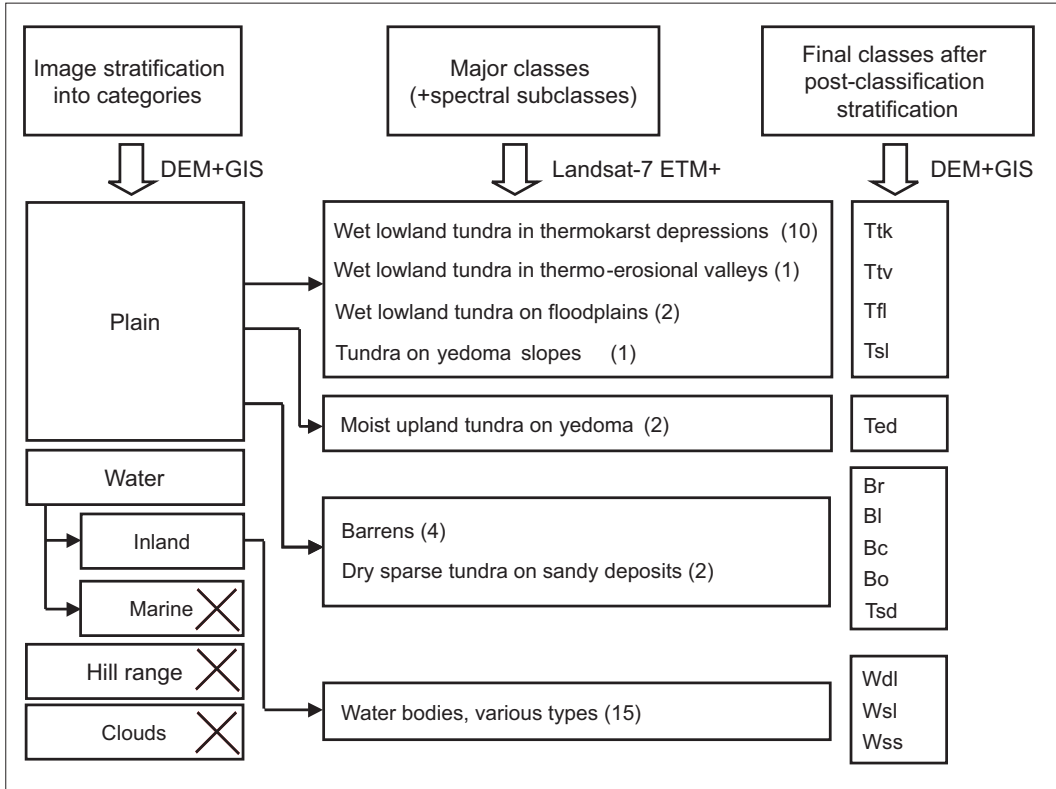 Image stratification
into categories
Major classes
(+spectral subclasses)
Final classes after
post-classification
stratification
DEM+GIS
Landsat-7 ETM+
DEM+GIS
Plain
Water
Inland
Marine
Hill range
Clouds
Wet lowland tundra in thermokarst depressions (10)
Wet lowland tundra in thermo-erosional valleys (1)
Wet lowland tundra on floodplains (2)
Tundra on yedoma slopes (1)
Moist upland tundra on yedoma (2)
Barrens (4)
Dry sparse tundra on sandy deposits (2)
Water bodies, various types (15)
Ttk
Ttv
Tfl
Tsl
Ted
Br
Bl
Bc
Bo
Tsd
Wdl
Wsl
Wss